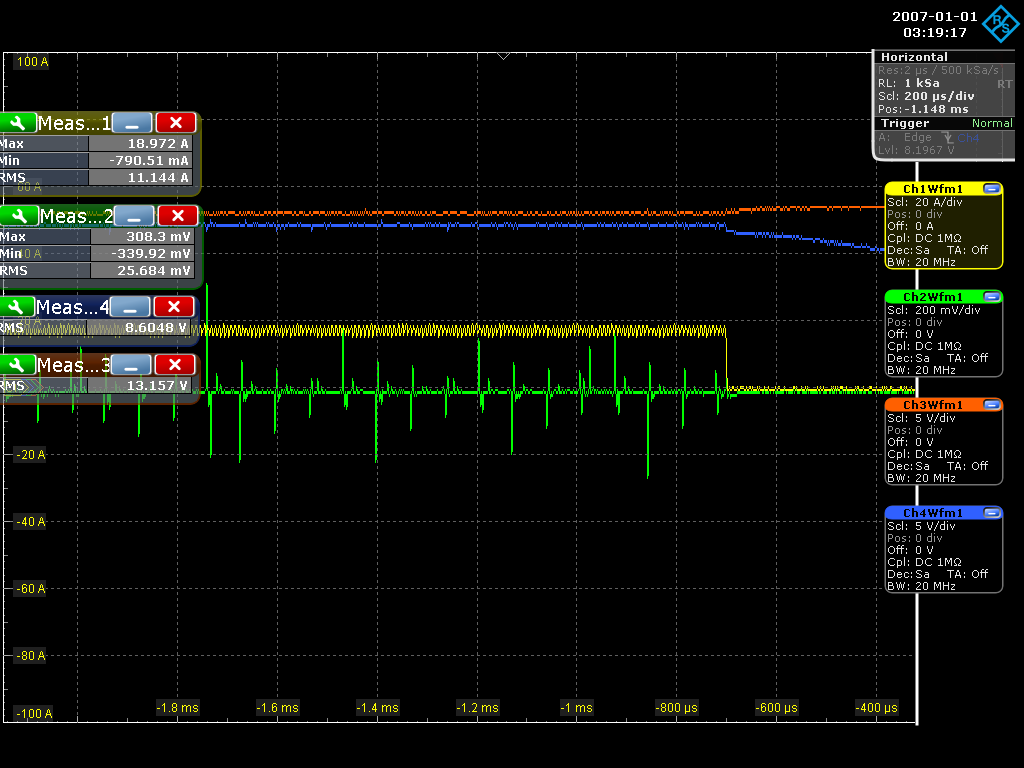 2007-01-01
03:19:17
R
S
Horizontal
Res:2 µs / 500 kSa/s
RL: 1 kSa
RT
Scl: 200 µs/div
Pos:-1.148 ms
Trigger Normal
A: Edge Ch4
Lvl: 8.1967 V
100 A
Meas...1
Max 18.972 A
Min -790.51 mA
RMS 11.144 A
60 A
Meas...2
Max 308.3 mV
Min -339.92 mV
40 A
RMS 25.684 mV
Meas...4
20 A
RMS 8.6048 V
Meas...3
RMS 13.157 V
-20 A
-40 A
-60 A
-80 A
-100 A
-1.8 ms
-1.6 ms
-1.4 ms
-1.2 ms
-1 ms
-800 µs
-600 µs
-400 µs
Ch1Wfm1
Scl: 20 A/div
Pos: 0 div
Off: 0 A
Cpl: DC 1MΩ
Dec: Sa TA: Off
BW: 20 MHz
Ch2Wfm1
Scl: 200 mV/div
Pos: 0 div
Off: 0 V
Cpl: DC 1MΩ
Dec: Sa TA: Off
BW: 20 MHz
Ch3Wfm1
Scl: 5 V/div
Pos: 0 div
Off: 0 V
Cpl: DC 1MΩ
Dec: Sa TA: Off
BW: 20 MHz
Ch4Wfm1
Scl: 5 V/div
Pos: 0 div
Off: 0 V
Cpl: DC 1MΩ
Dec: Sa TA: Off
BW: 20 MHz